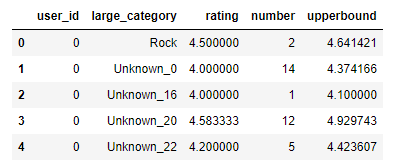 user_id large_category rating number upperbound
0 0 Rock 4.500000 2 4.641421
1 0 Unknown_0 4.000000 14 4.374166
2 0 Unknown_16 4.000000 1 4.100000
3 0 Unknown_20 4.583333 12 4.929743
4 0 Unknown_22 4.200000 5 4.423607